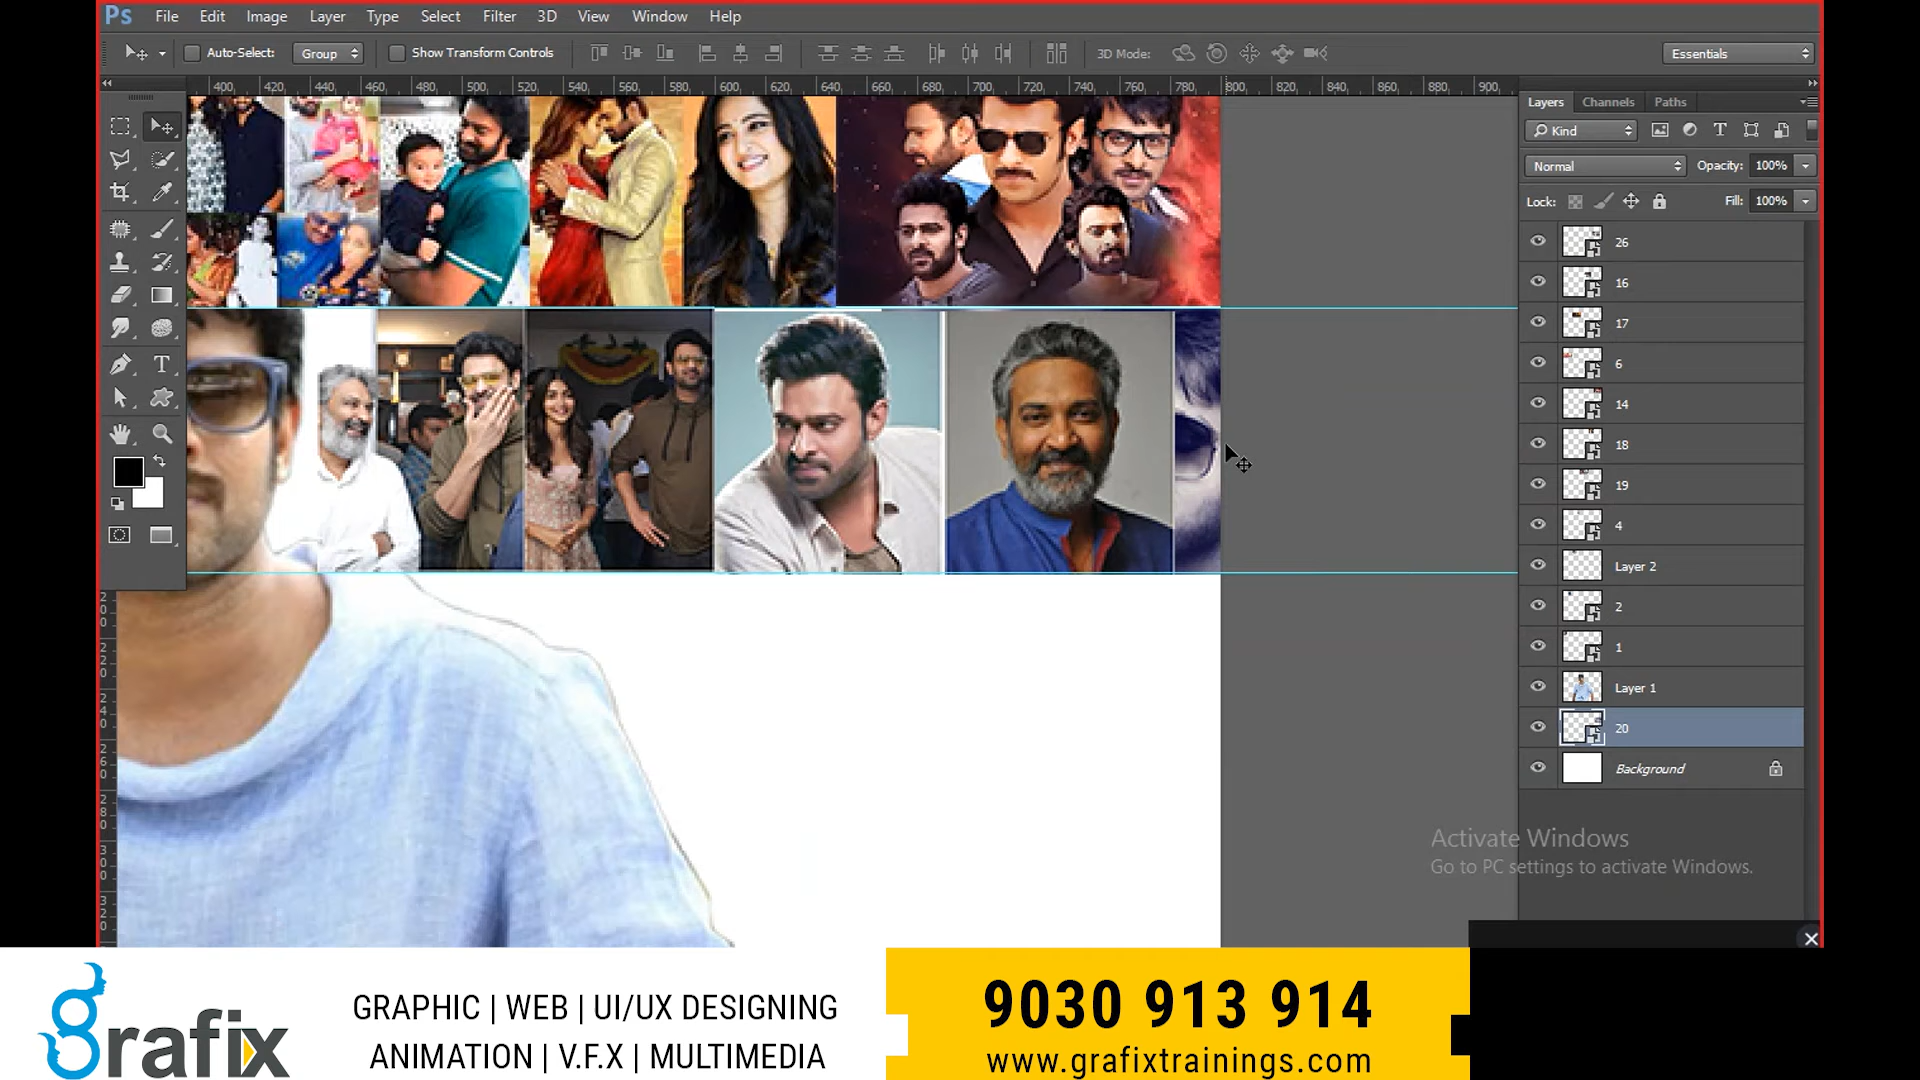 Ps File Edit Image Layer Type Select Filter 3D View Window Help
Auto-Select: Group Show Transform Controls 3D Mode: Essentials
400 420 440 460 480 500 520 540 560 580 600 620 640 660 680 690 700 720 740 760 780 800 820 840 860 880 900
Layers Channels Paths
Kind
Normal Opacity: 100%
Lock: Fill: 100%
26
16
17
6
14
18
19
4
Layer 2
2
1
Layer 1
20
Background
Activate Windows
Go to PC settings to activate Windows.
grafix
GRAPHIC | WEB | UI/UX DESIGNING
ANIMATION | V.F.X | MULTIMEDIA
9030 913 914
www.grafixtrainings.com